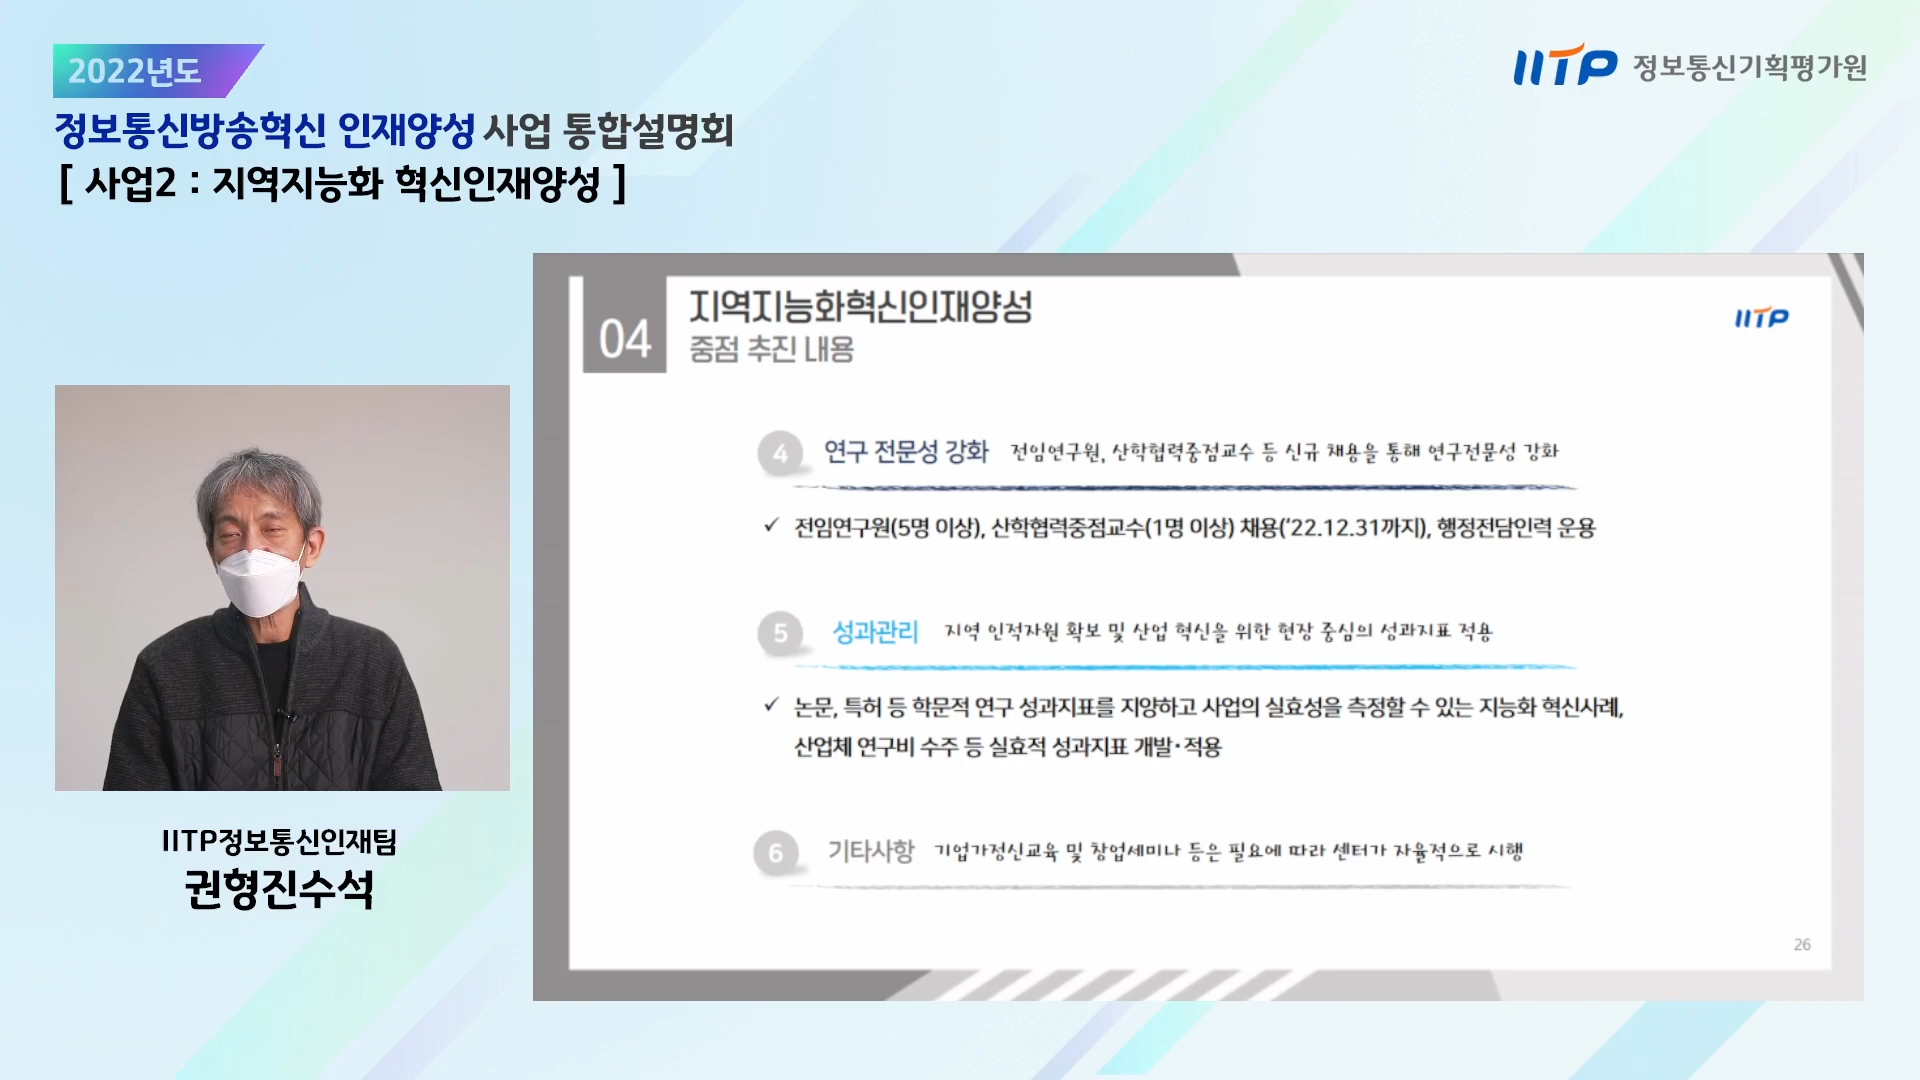 2022년도
정보통신방송혁신 인재양성 사업 통합설명회
[ 사업2 : 지역지능화 혁신인재양성 ]
IITP 정보통신기획평가원
04
지역지능화혁신인재양성
중점 추진 내용
IITP
4 연구 전문성 강화 전임연구원, 산학협력중점교수 등 신규 채용을 통해 연구전문성 강화
✓ 전임연구원(5명 이상), 산학협력중점교수(1명 이상) 채용('22.12.31까지), 행정전담인력 운용
5 성과관리 지역 인적자원 확보 및 산업 혁신을 위한 현장 중심의 성과지표 적용
✓ 논문, 특허 등 학문적 연구 성과지표를 지양하고 사업의 실효성을 측정할 수 있는 지능화 혁신사례,
산업체 연구비 수주 등 실효적 성과지표 개발·적용
6 기타사항 기업가정신교육 및 창업세미나 등은 필요에 따라 센터가 자율적으로 시행
26
IITP정보통신인재팀
권형진수석